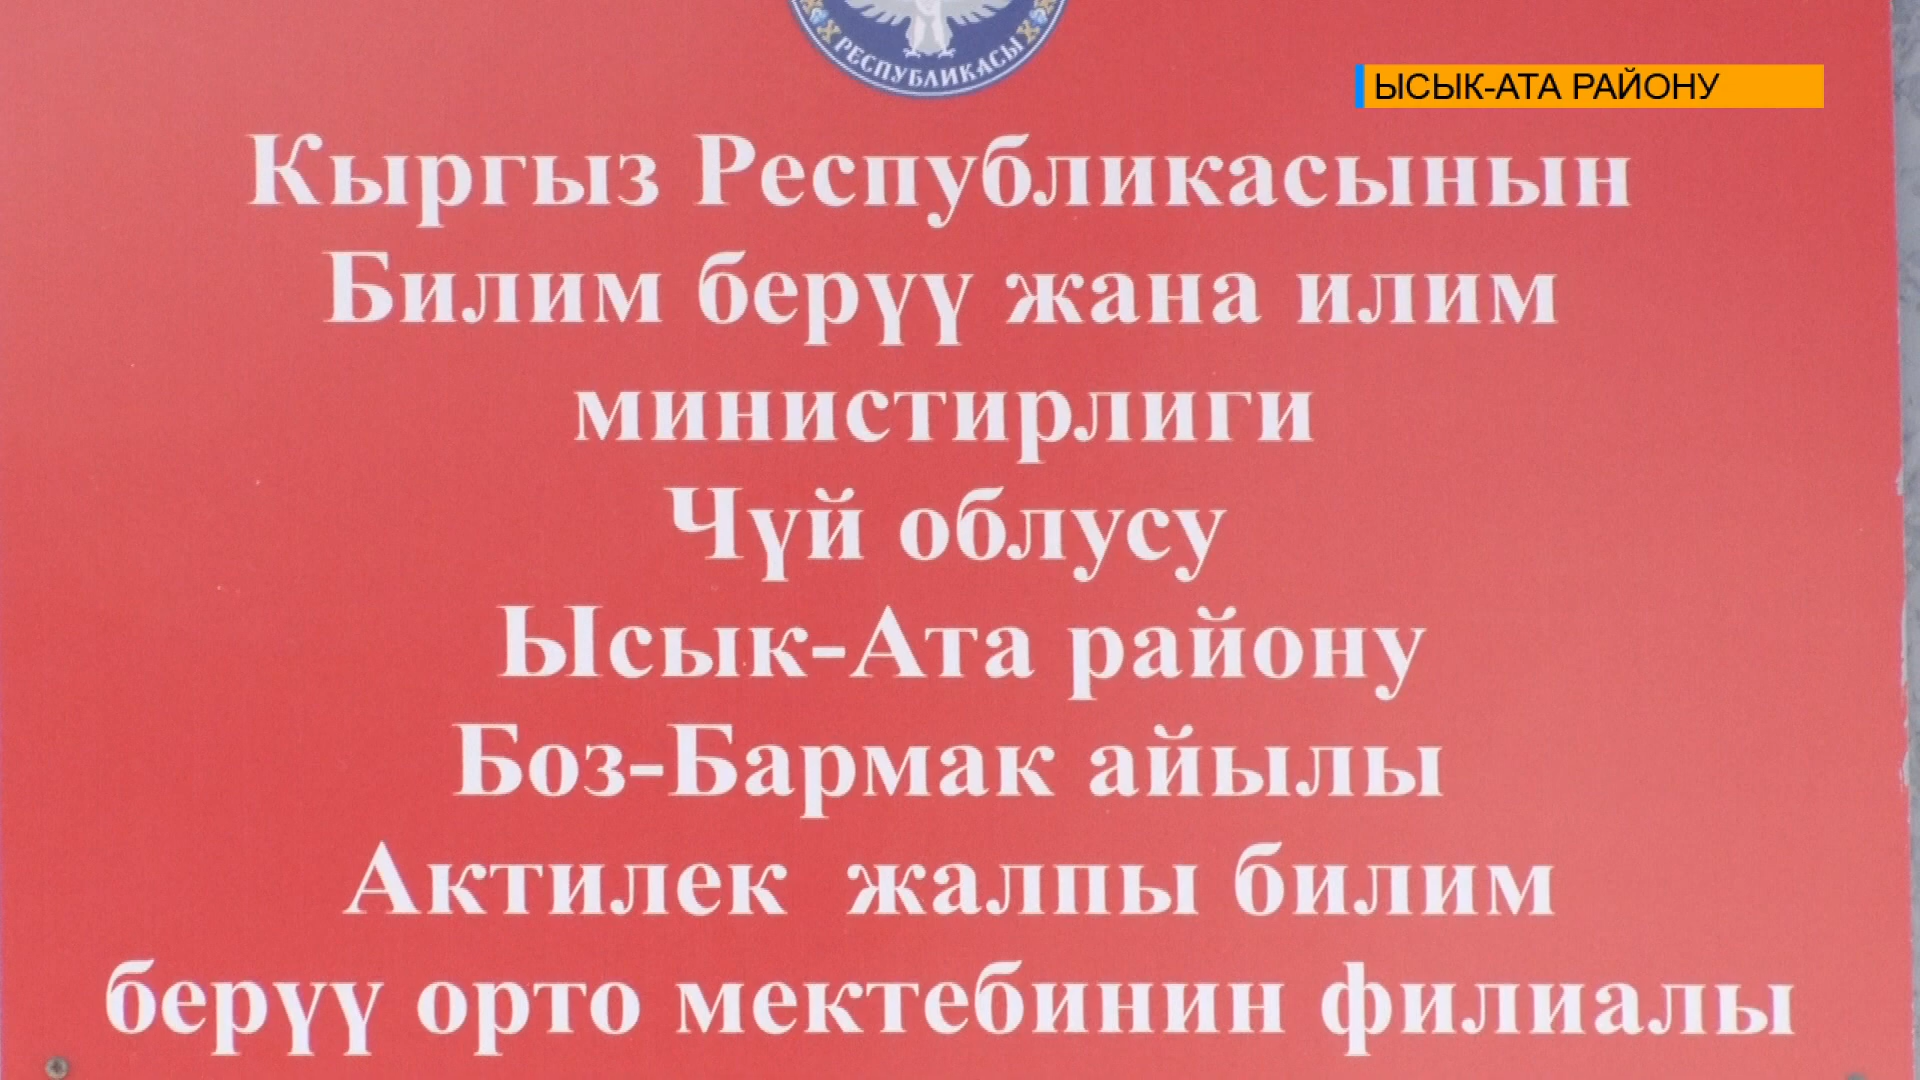 РЕСПУБЛИКАСЫ
ЫСЫК-АТА РАЙОНУ
Кыргыз Республикасынын
Билим берүү жана илим
министирлиги
Чүй облусу
Ысык-Ата району
Боз-Бармак айылы
Актилек жалпы билим
берүү орто мектебинин филиалы